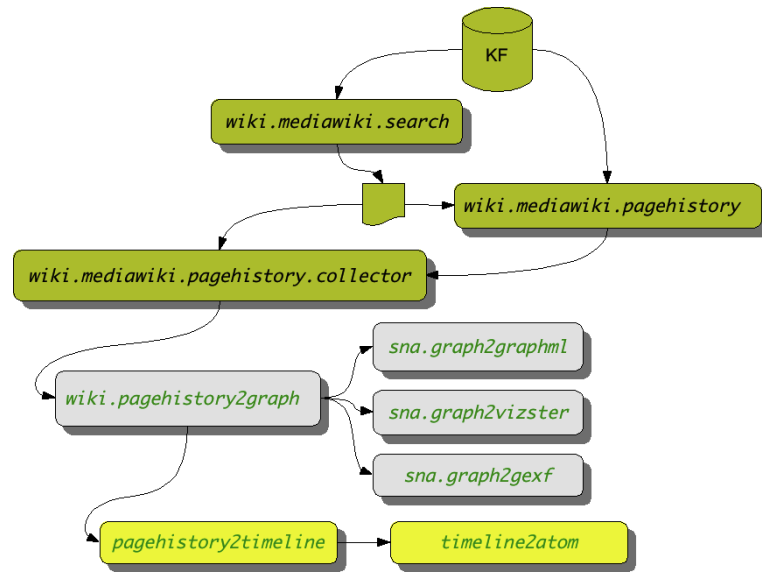 KF
wiki.mediawiki.search
wiki.mediawiki.pagehistory
wiki.mediawiki.pagehistory.collector
sna.graph2graphml
wiki.pagehistory2graph
sna.graph2vizster
sna.graph2gexf
pagehistory2timeline
timeline2atom